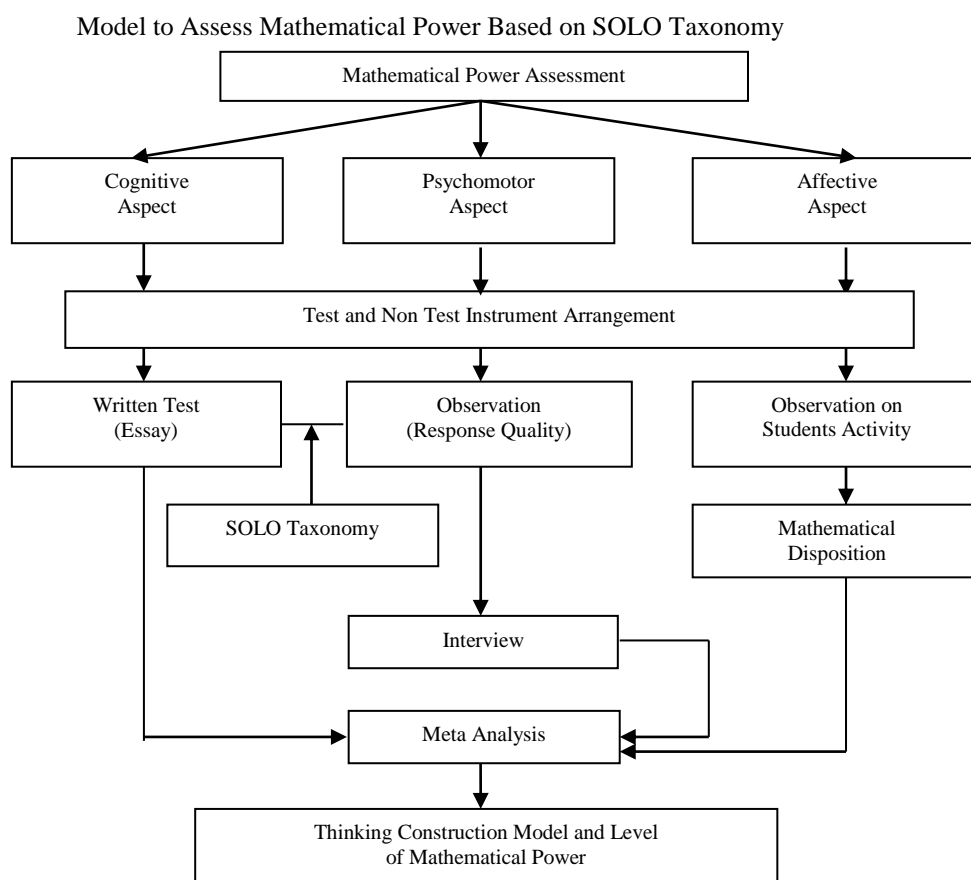 Model to Assess Mathematical Power Based on SOLO Taxonomy
Mathematical Power Assessment
Cognitive
Aspect
Psychomotor
Aspect
Affective
Aspect
Test and Non Test Instrument Arrangement
Written Test
(Essay)
Observation
(Response Quality)
Observation on
Students Activity
SOLO Taxonomy
Mathematical
Disposition
Interview
Meta Analysis
Thinking Construction Model and Level
of Mathematical Power